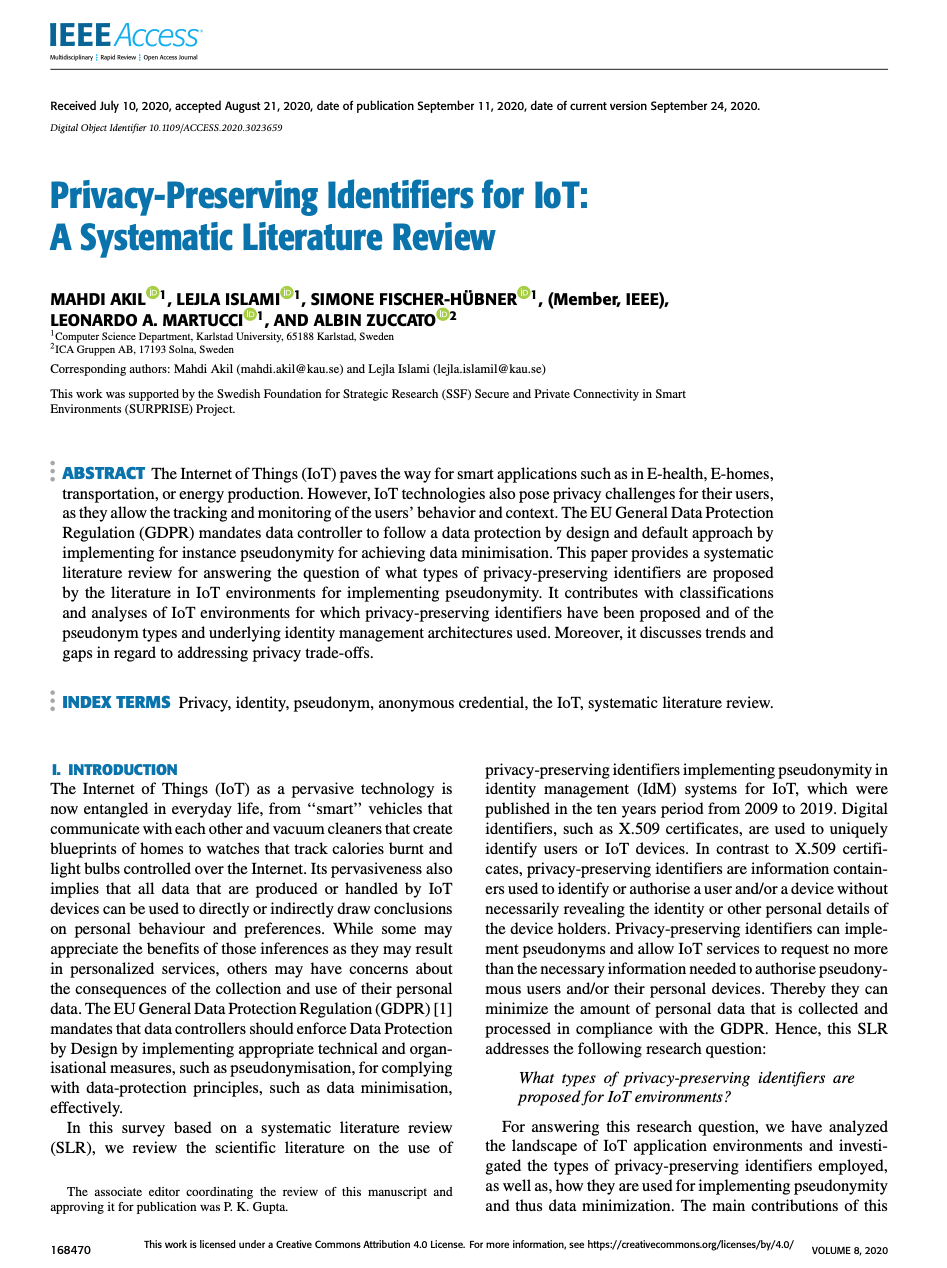 IEEE Access
Multidisciplinary | Rapid Review | Open Access Journal
Received July 10, 2020, accepted August 21, 2020, date of publication September 11, 2020, date of current version September 24, 2020.
Digital Object Identifier 10.1109/ACCESS.2020.3023659
Privacy-Preserving Identifiers for IoT:
A Systematic Literature Review
MAHDI AKIL iD 1, LEJLA ISLAMI iD 1, SIMONE FISCHER-HÜBNER iD 1, (Member, IEEE),
LEONARDO A. MARTUCCI iD 1, AND ALBIN ZUCCATO iD 2
1Computer Science Department, Karlstad University, 65188 Karlstad, Sweden
2ICA Gruppen AB, 17193 Solna, Sweden
Corresponding authors: Mahdi Akil (mahdi.akil@kau.se) and Lejla Islami (lejla.islamil@kau.se)
This work was supported by the Swedish Foundation for Strategic Research (SSF) Secure and Private Connectivity in Smart
Environments (SURPRISE) Project.
ABSTRACT The Internet of Things (IoT) paves the way for smart applications such as in E-health, E-homes,
transportation, or energy production. However, IoT technologies also pose privacy challenges for their users,
as they allow the tracking and monitoring of the users' behavior and context. The EU General Data Protection
Regulation (GDPR) mandates data controller to follow a data protection by design and default approach by
implementing for instance pseudonymity for achieving data minimisation. This paper provides a systematic
literature review for answering the question of what types of privacy-preserving identifiers are proposed
by the literature in IoT environments for implementing pseudonymity. It contributes with classifications
and analyses of IoT environments for which privacy-preserving identifiers have been proposed and of the
pseudonym types and underlying identity management architectures used. Moreover, it discusses trends and
gaps in regard to addressing privacy trade-offs.
INDEX TERMS Privacy, identity, pseudonym, anonymous credential, the IoT, systematic literature review.
I. INTRODUCTION
The Internet of Things (IoT) as a pervasive technology is
now entangled in everyday life, from "smart" vehicles that
communicate with each other and vacuum cleaners that create
blueprints of homes to watches that track calories burnt and
light bulbs controlled over the Internet. Its pervasiveness also
implies that all data that are produced or handled by IoT
devices can be used to directly or indirectly draw conclusions
on personal behaviour and preferences. While some may
appreciate the benefits of those inferences as they may result
in personalized services, others may have concerns about
the consequences of the collection and use of their personal
data. The EU General Data Protection Regulation (GDPR) [1]
mandates that data controllers should enforce Data Protection
by Design by implementing appropriate technical and organ-
isational measures, such as pseudonymisation, for complying
with data-protection principles, such as data minimisation,
effectively.
In this survey based on a systematic literature review
(SLR), we review the scientific literature on the use of
The associate editor coordinating the review of this manuscript and
approving it for publication was P. K. Gupta.
privacy-preserving identifiers implementing pseudonymity in
identity management (IdM) systems for IoT, which were
published in the ten years period from 2009 to 2019. Digital
identifiers, such as X.509 certificates, are used to uniquely
identify users or IoT devices. In contrast to X.509 certifi-
cates, privacy-preserving identifiers are information contain-
ers used to identify or authorise a user and/or a device without
necessarily revealing the identity or other personal details of
the device holders. Privacy-preserving identifiers can imple-
ment pseudonyms and allow IoT services to request no more
than the necessary information needed to authorise pseudony-
mous users and/or their personal devices. Thereby they can
minimize the amount of personal data that is collected and
processed in compliance with the GDPR. Hence, this SLR
addresses the following research question:
What types of privacy-preserving identifiers are
proposed for IoT environments?
For answering this research question, we have analyzed
the landscape of IoT application environments and investi-
gated the types of privacy-preserving identifiers employed,
as well as, how they are used for implementing pseudonymity
and thus data minimization. The main contributions of this
168470
This work is licensed under a Creative Commons Attribution 4.0 License. For more information, see https://creativecommons.org/licenses/by/4.0/
VOLUME 8, 2020